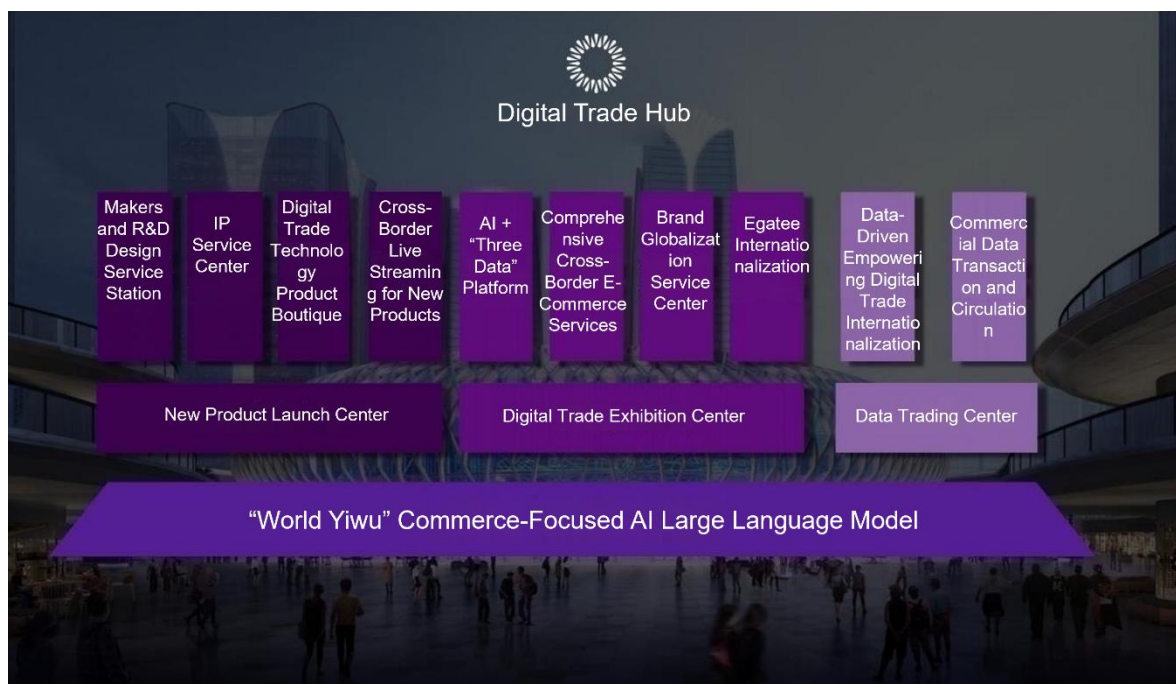 Digital Trade Hub
Makers
and R&D
Design
Service
Station
IP
Service
Center
Digital
Trade
Technolo
gy
Product
Boutique
Cross-
Border
Live
Streamin
g for New
Products
AI +
“Three
Data”
Platform
Comprehe
nsive
Cross-
Border E-
Commerce
Services
Brand
Globalizat
ion
Service
Center
Egatee
Internatio
nalization
Data-
Driven
Empoweri
ng Digital
Trade
Internatio
nalization
Commerc
ial Data
Transacti
on and
Circulatio
n
New Product Launch Center
Digital Trade Exhibition Center
Data Trading Center
“World Yiwu” Commerce-Focused AI Large Language Model